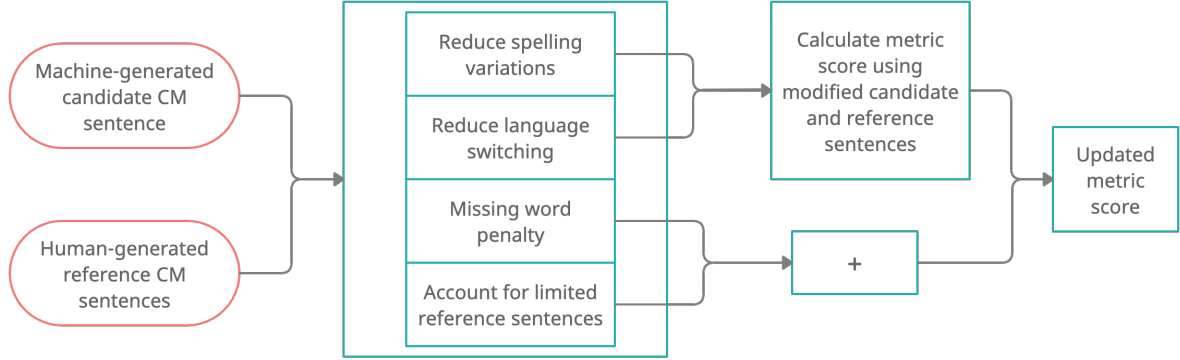 Machine-generated
candidate CM
sentence
Human-generated
reference CM
sentences
Reduce spelling
variations
Reduce language
switching
Missing word
penalty
Account for limited
reference sentences
Calculate metric
score using
modified candidate
and reference
sentences
+
Updated
metric
score